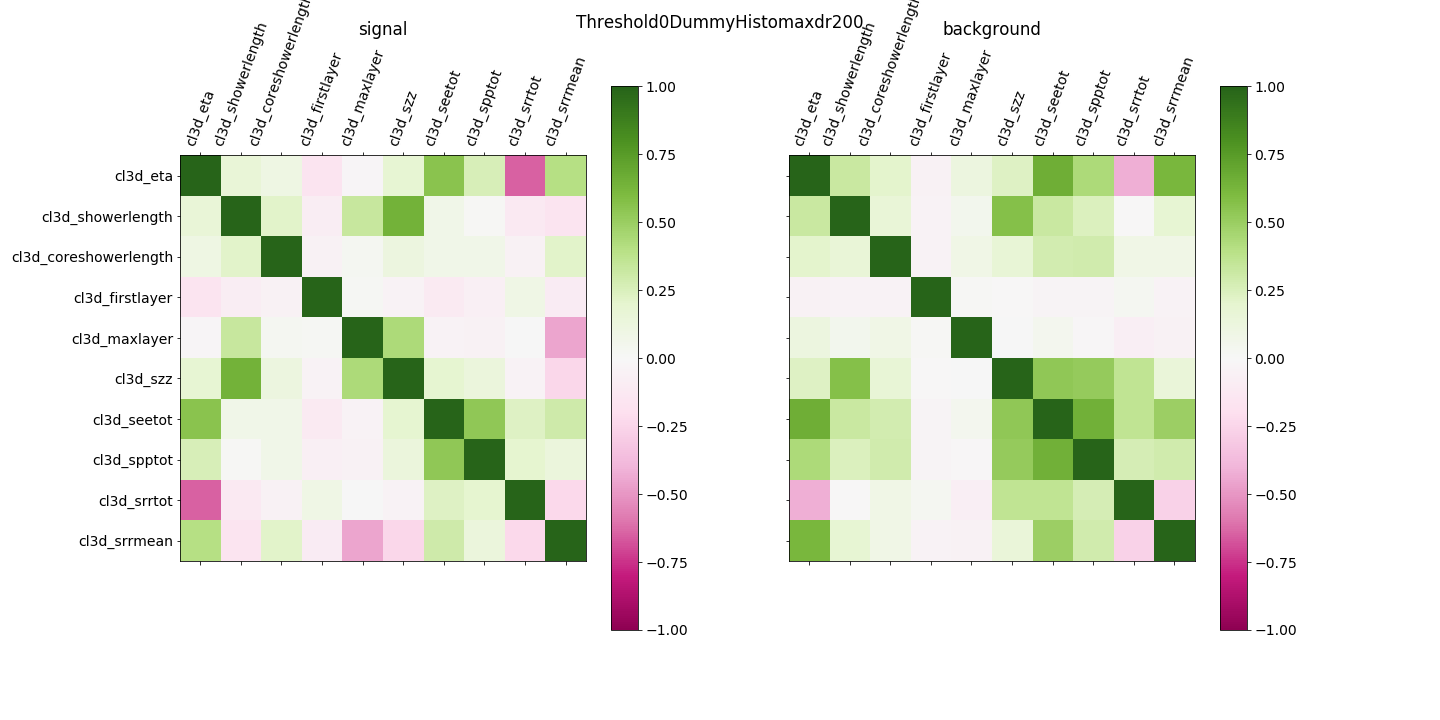 Threshold0DummyHistomaxdr200
signal
cl3d_eta
cl3d_showerlength
cl3d_coreshowerlength
cl3d_firstlayer
cl3d_maxlayer
cl3d_szz
cl3d_seetot
cl3d_spptot
cl3d_srrtot
cl3d_srrmean
cl3d_eta
cl3d_showerlength
cl3d_coreshowerlength
cl3d_firstlayer
cl3d_maxlayer
cl3d_szz
cl3d_seetot
cl3d_spptot
cl3d_srrtot
cl3d_srrmean
1.00
0.75
0.50
0.25
0.00
−0.25
−0.50
−0.75
−1.00
background
cl3d_eta
cl3d_showerlength
cl3d_coreshowerlength
cl3d_firstlayer
cl3d_maxlayer
cl3d_szz
cl3d_seetot
cl3d_spptot
cl3d_srrtot
cl3d_srrmean
1.00
0.75
0.50
0.25
0.00
−0.25
−0.50
−0.75
−1.00